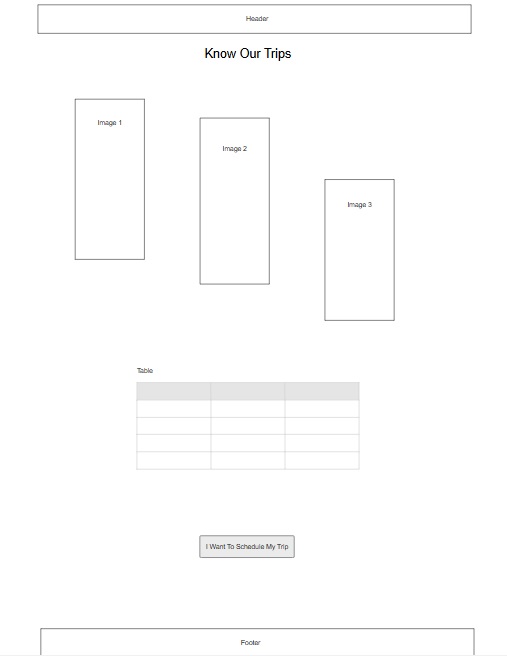 Header
Know Our Trips
Image 1
Image 2
Image 3
Table
I Want To Schedule My Trip
Footer